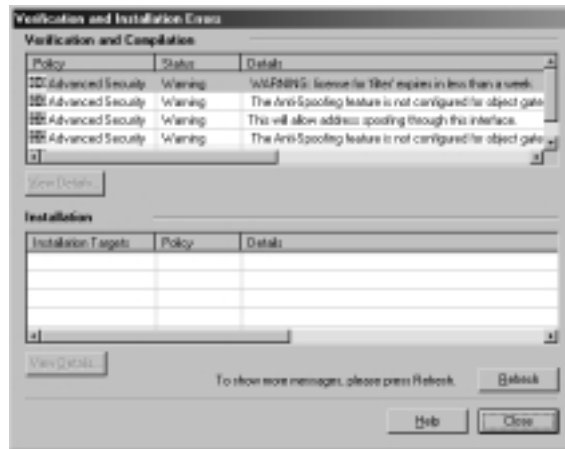 Verification and Installation Errors
Verification and Compilation
Policy Status Details
Advanced Security Warning WARNING: license for 'filter' expires in less than a week.
Advanced Security Warning The Anti-Spoofing feature is not configured for object gate
Advanced Security Warning This will allow address spoofing through this interface.
Advanced Security Warning The Anti-Spoofing feature is not configured for object gate
View Details...
Installation
Installation Targets Policy Details
View Details...
To show more messages, please press Refresh.
Refresh
Help Close